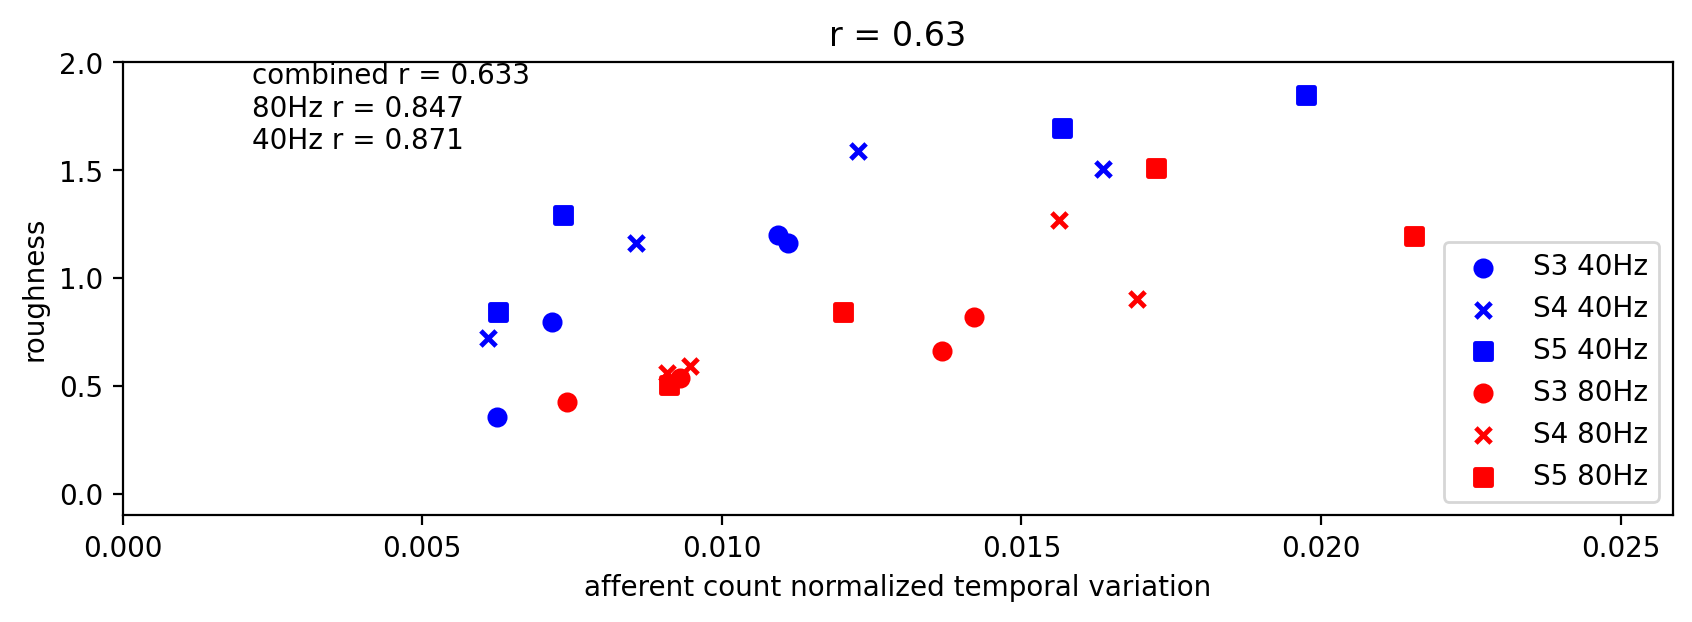 r = 0.63
combined r = 0.633
80Hz r = 0.847
40Hz r = 0.871
2.0
1.5
1.0
0.5
0.0
roughness
S3 40Hz
S4 40Hz
S5 40Hz
S3 80Hz
S4 80Hz
S5 80Hz
0.000 0.005 0.010 0.015 0.020 0.025
afferent count normalized temporal variation